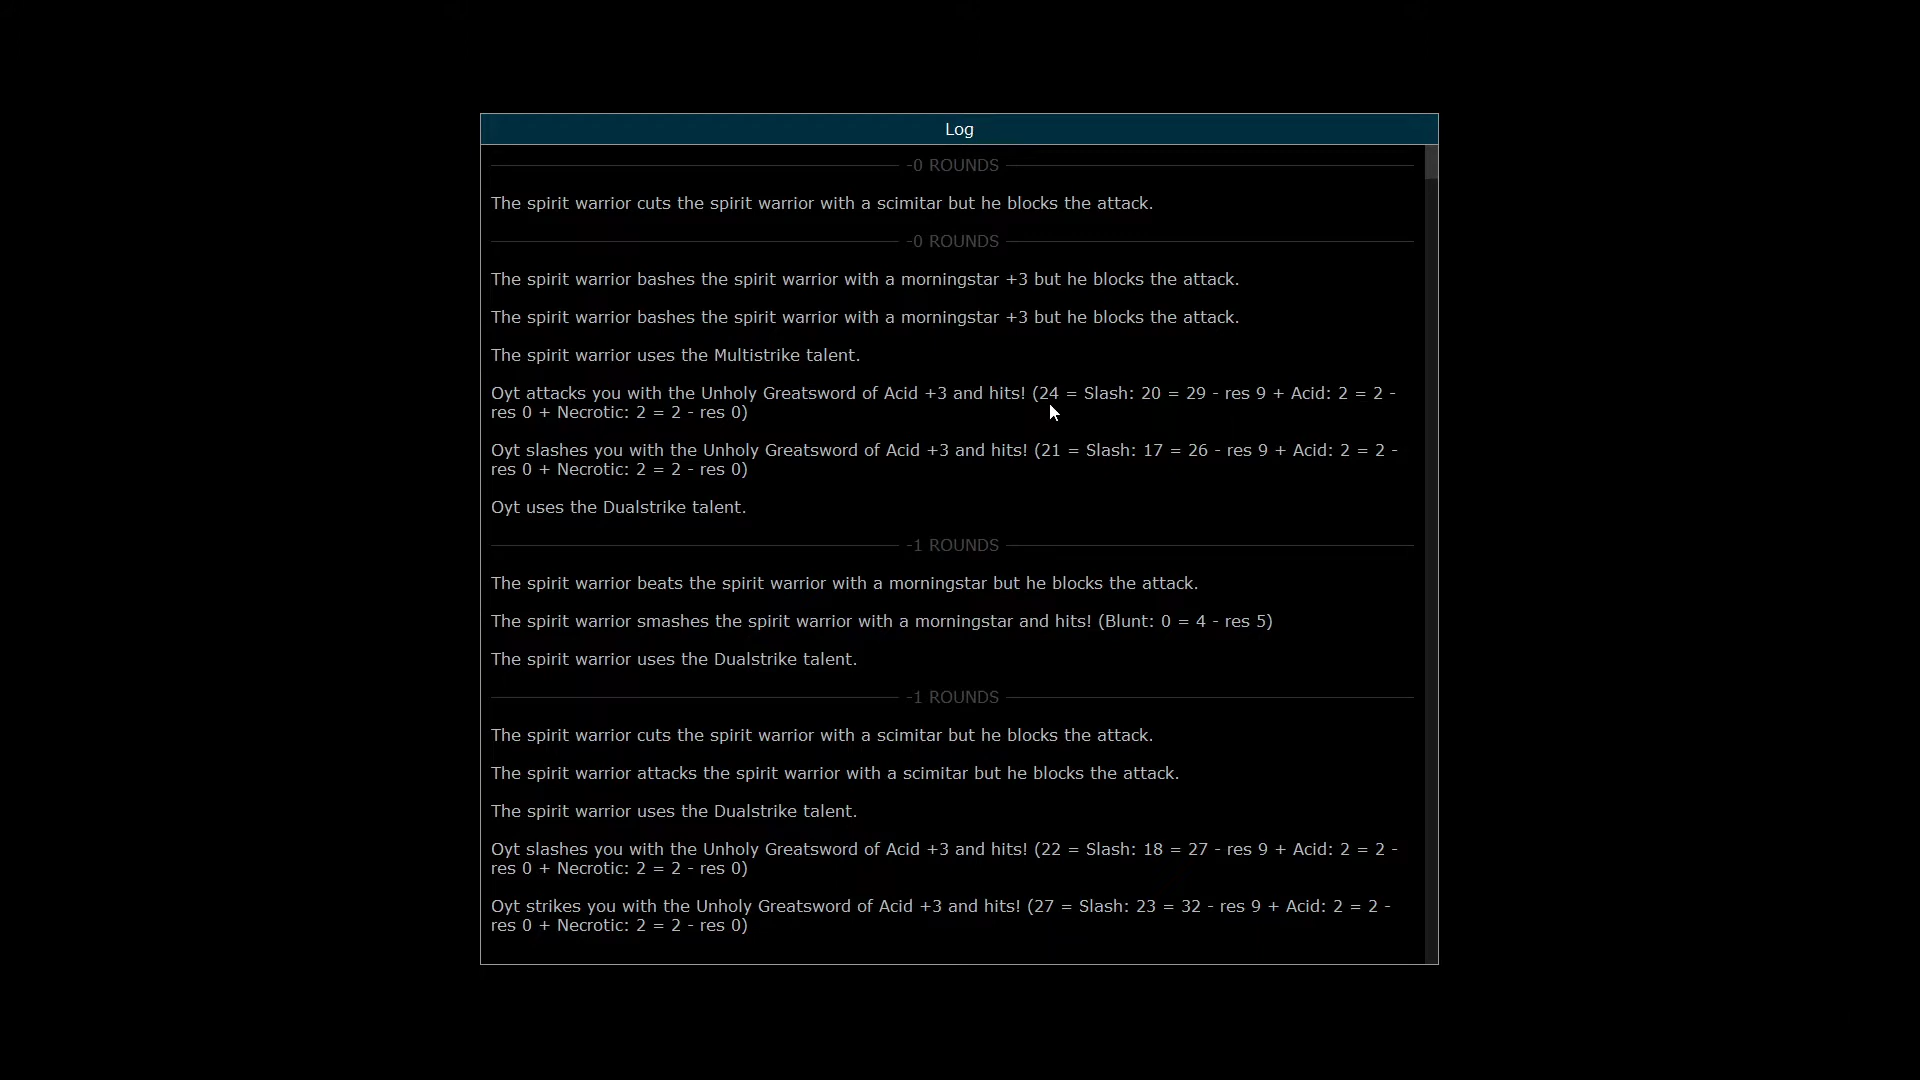 Log
-0 ROUNDS
The spirit warrior cuts the spirit warrior with a scimitar but he blocks the attack.
-0 ROUNDS
The spirit warrior bashes the spirit warrior with a morningstar +3 but he blocks the attack.
The spirit warrior bashes the spirit warrior with a morningstar +3 but he blocks the attack.
The spirit warrior uses the Multistrike talent.
Oyt attacks you with the Unholy Greatsword of Acid +3 and hits! (24 = Slash: 20 = 29 - res 9 + Acid: 2 = 2 -
res 0 + Necrotic: 2 = 2 - res 0)
Oyt slashes you with the Unholy Greatsword of Acid +3 and hits! (21 = Slash: 17 = 26 - res 9 + Acid: 2 = 2 -
res 0 + Necrotic: 2 = 2 - res 0)
Oyt uses the Dualstrike talent.
-1 ROUNDS
The spirit warrior beats the spirit warrior with a morningstar but he blocks the attack.
The spirit warrior smashes the spirit warrior with a morningstar and hits! (Blunt: 0 = 4 - res 5)
The spirit warrior uses the Dualstrike talent.
-1 ROUNDS
The spirit warrior cuts the spirit warrior with a scimitar but he blocks the attack.
The spirit warrior attacks the spirit warrior with a scimitar but he blocks the attack.
The spirit warrior uses the Dualstrike talent.
Oyt slashes you with the Unholy Greatsword of Acid +3 and hits! (22 = Slash: 18 = 27 - res 9 + Acid: 2 = 2 -
res 0 + Necrotic: 2 = 2 - res 0)
Oyt strikes you with the Unholy Greatsword of Acid +3 and hits! (27 = Slash: 23 = 32 - res 9 + Acid: 2 = 2 -
res 0 + Necrotic: 2 = 2 - res 0)